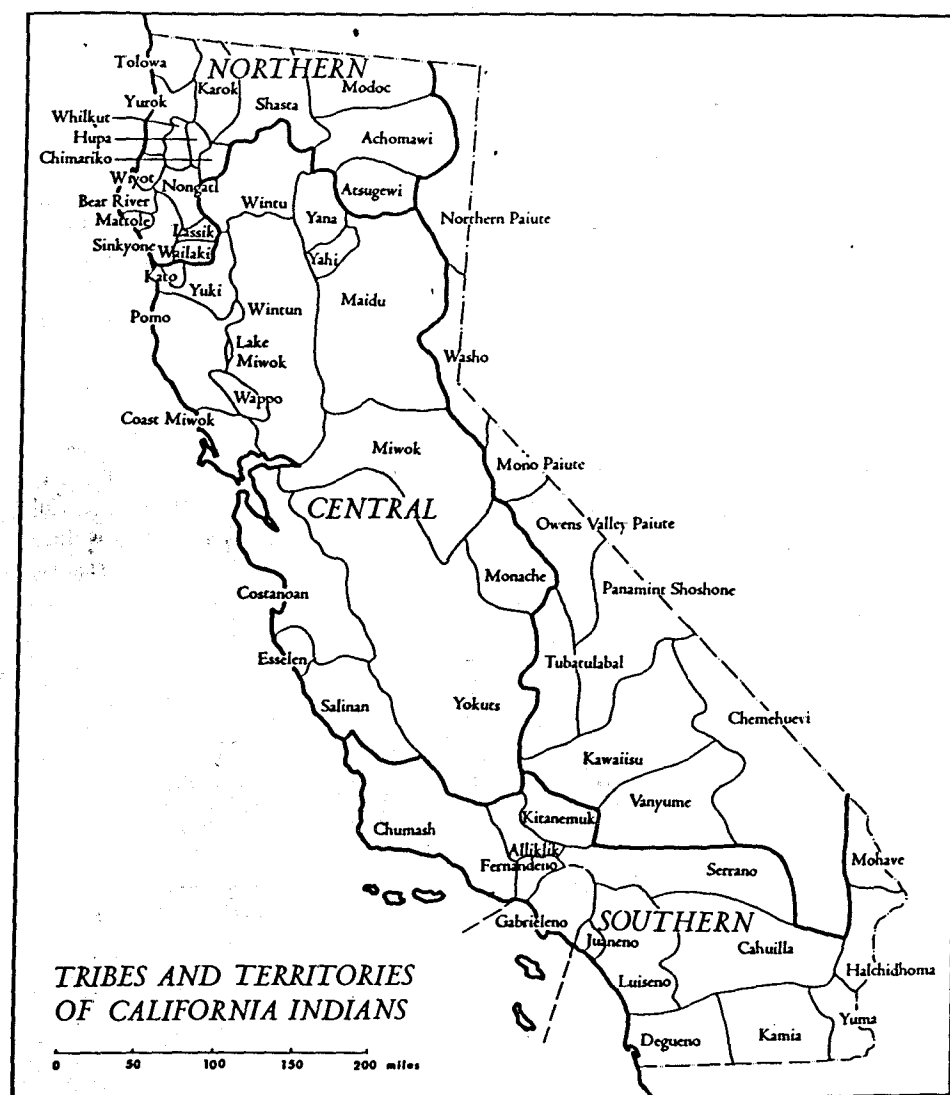 Tolowa
NORTHERN
Karok
Modoc
Yurok
Shasta
Whilkut
Achomawi
Hupa
Chimariko
Wiyot
Nongatl
Atsugewi
Bear River
Wintu
Mattole
Yana
Northern Paiute
Lassik
Sinkyone
Wailaki
Yahi
Kato
Yuki
Maidu
Wintun
Pomo
Lake
Miwok
Washo
Wappo
Coast Miwok
Miwok
Mono Paiute
CENTRAL
Owens Valley Paiute
Monache
Panamint Shoshone
Costanoan
Esselen
Tubatulabal
Salinan
Yokuts
Chemehuevi
Kawaiisu
Vanyume
Kitanemuk
Chumash
Alliklik
Fernandeno
Serrano
Mohave
Gabrieleno
SOUTHERN
Juaneno
Cahuilla
Halchidhoma
Luiseno
TRIBES AND TERRITORIES
OF CALIFORNIA INDIANS
Yuma
Degueno
Kamia
0 50 100 150 200 miles